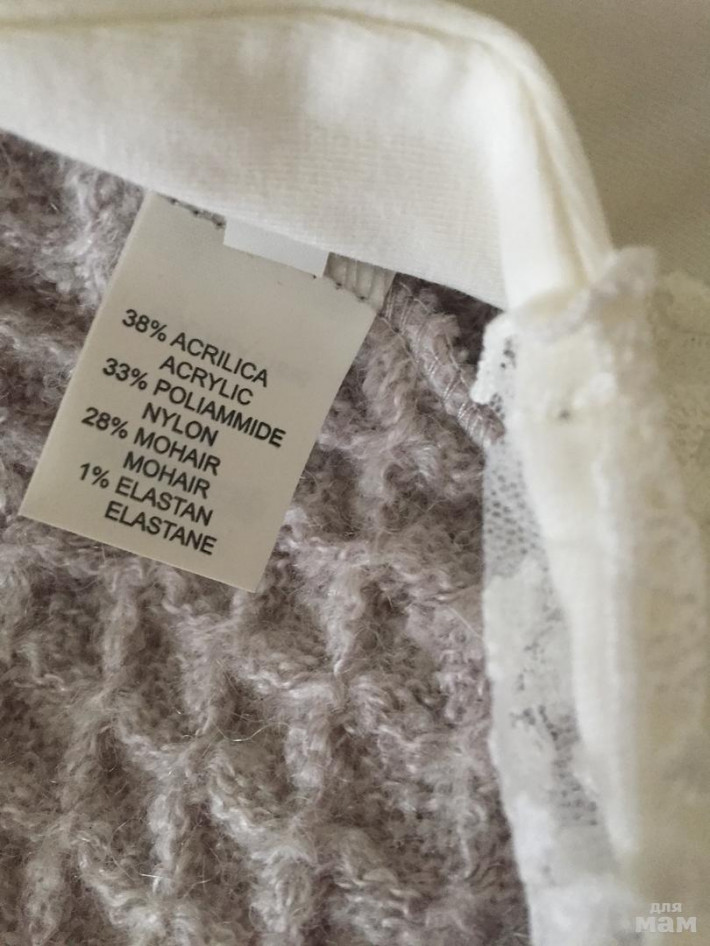 38% ACRILICA
ACRYLIC
33% POLIAMMIDE
NYLON
28% MOHAIR
MOHAIR
1% ELASTAN
ELASTANE
для
мам